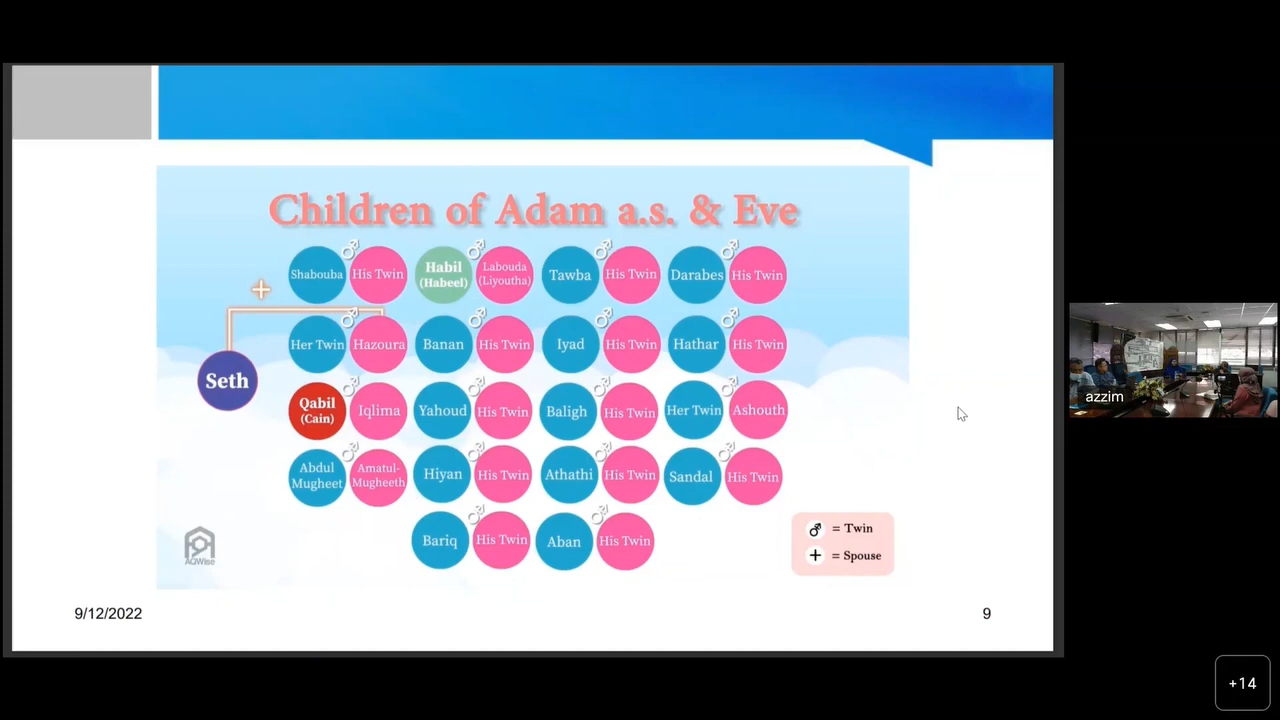 Children of Adam a.s. & Eve
Shabouba His Twin Habil Labouda Tawba His Twin Darabes His Twin
(Habeel) (Liyoutha)
+
Her Twin Hazoura Banan His Twin Iyad His Twin Hathar His Twin
Seth
Qabil Iqlima Yahoud His Twin Baligh His Twin Her Twin Ashouth
(Cain)
Abdul Amatul- Hiyan His Twin Athathi His Twin Sandal His Twin
Mugheet Mugheeth
Bariq His Twin Aban His Twin
♂ = Twin
+ = Spouse
AQWise
9/12/2022
9
azzim
+14